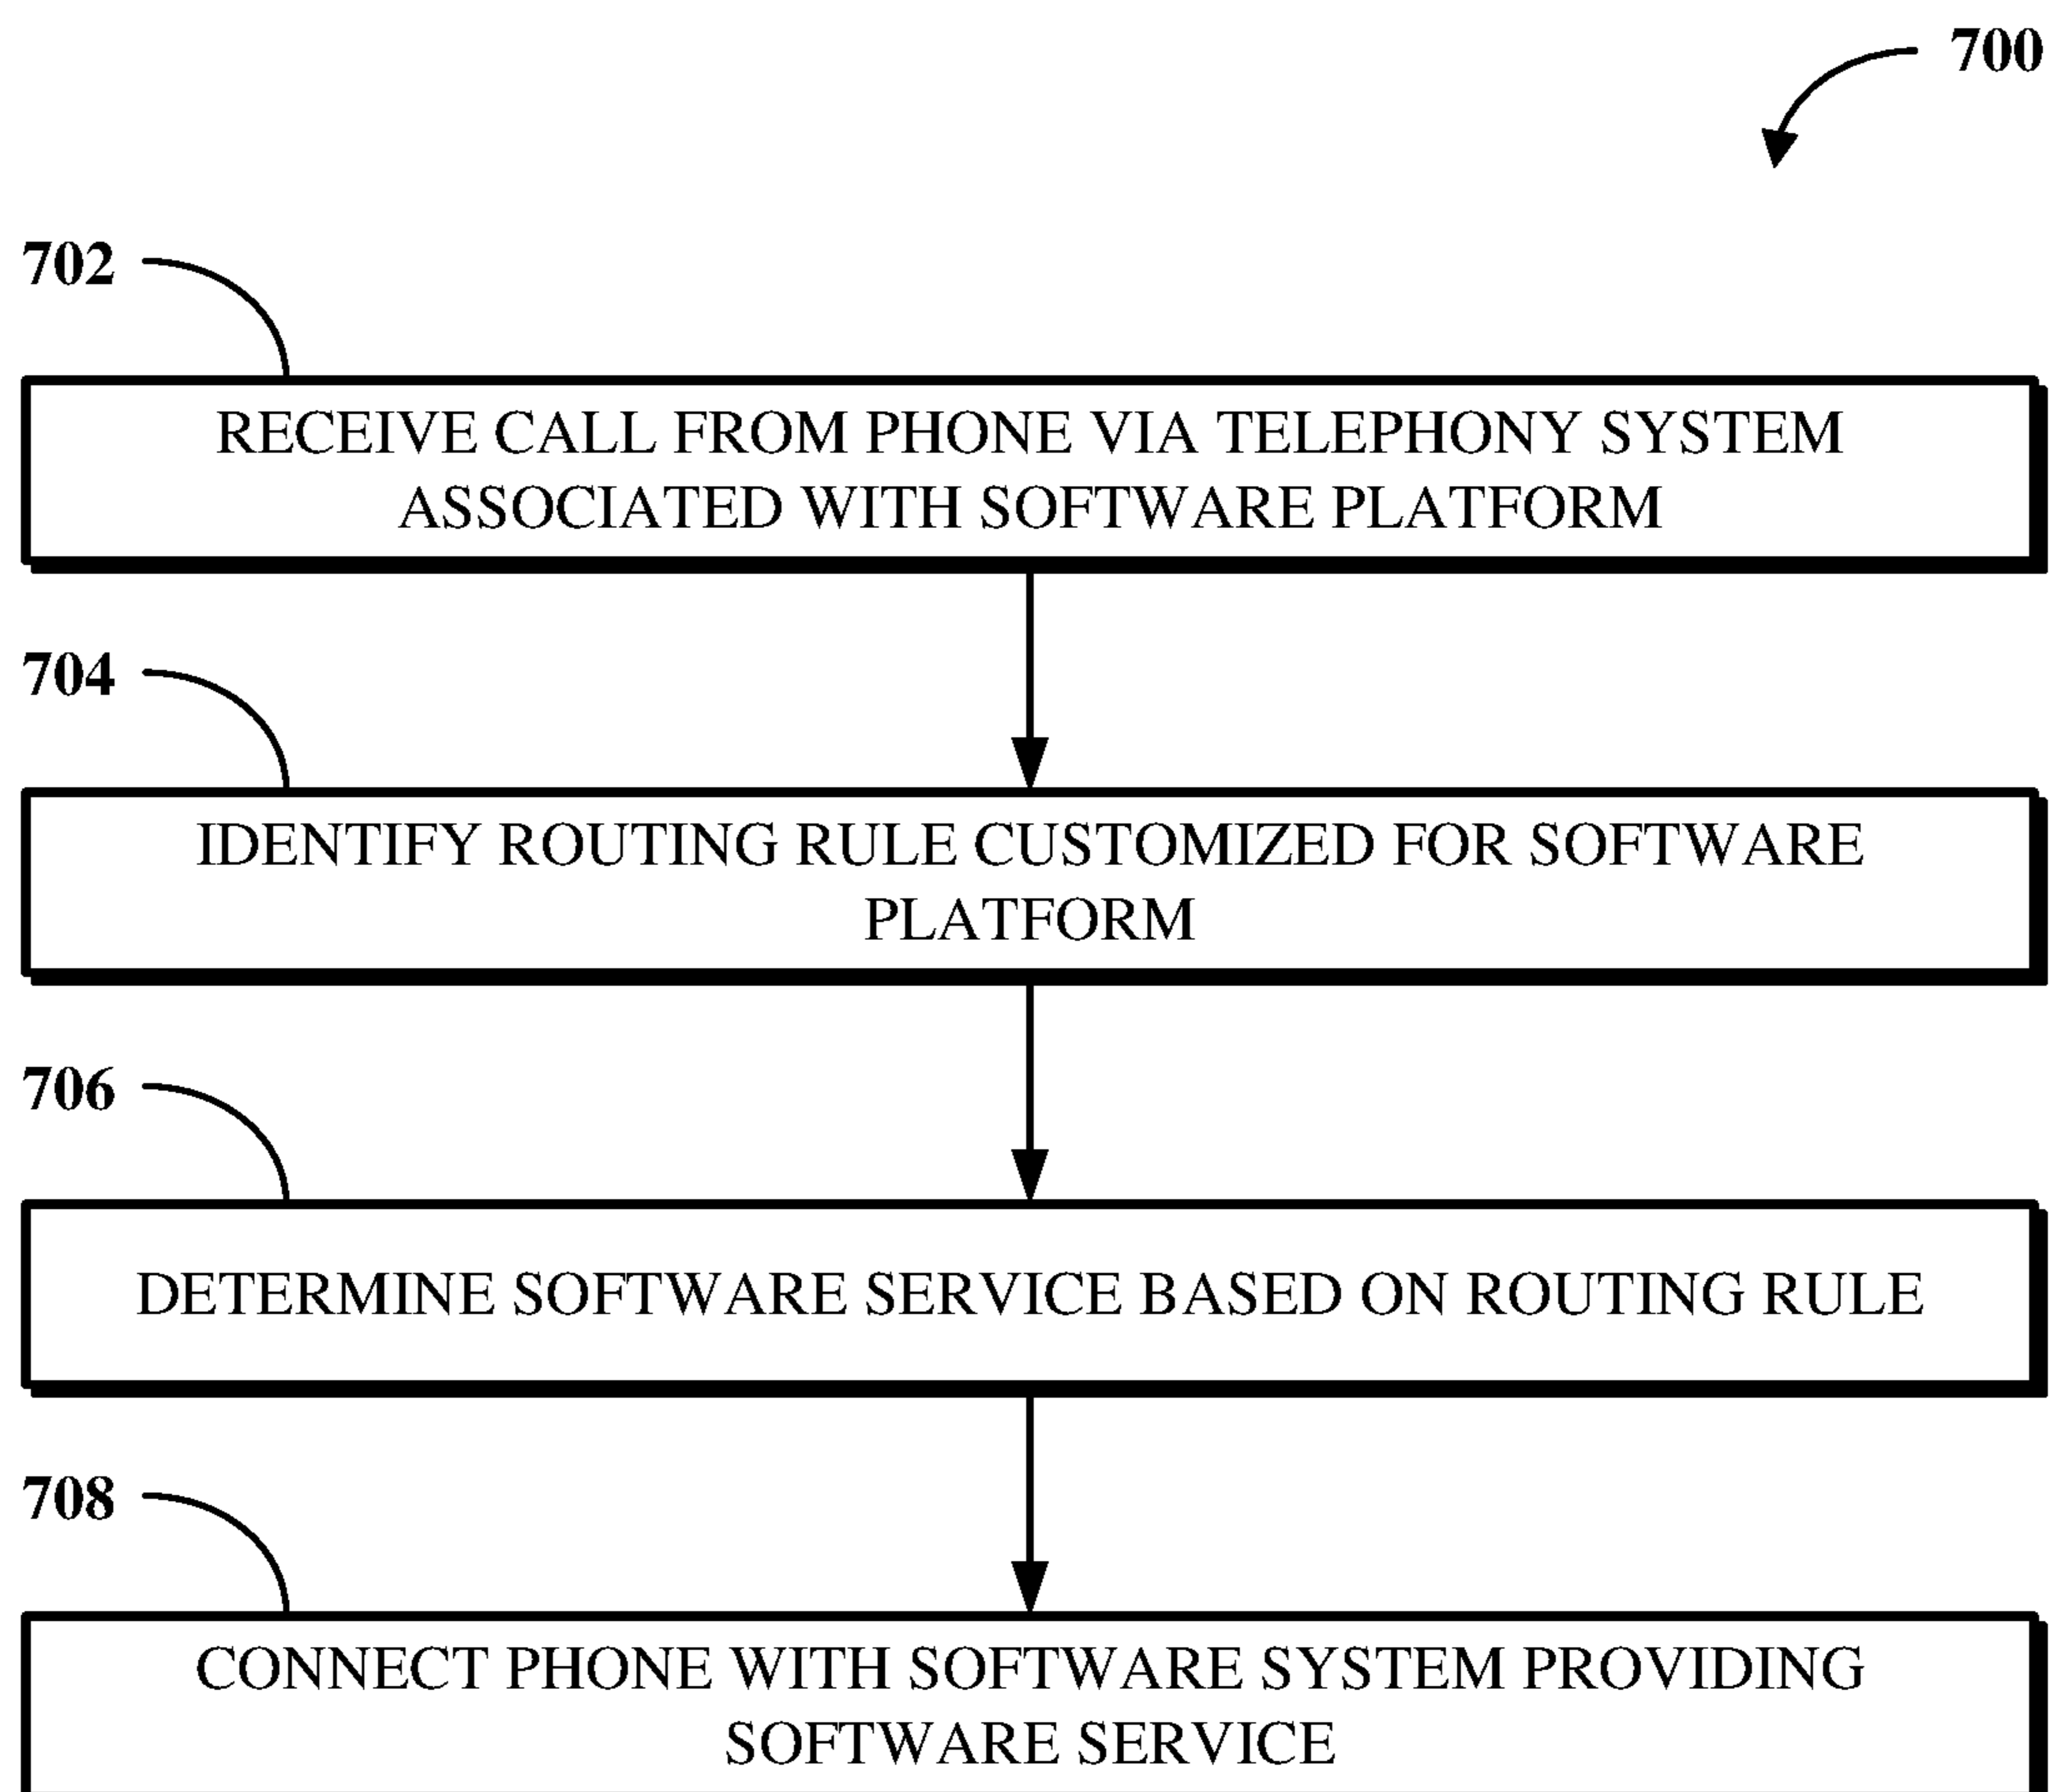 700
702
RECEIVE CALL FROM PHONE VIA TELEPHONY SYSTEM
ASSOCIATED WITH SOFTWARE PLATFORM
704
IDENTIFY ROUTING RULE CUSTOMIZED FOR SOFTWARE
PLATFORM
706
DETERMINE SOFTWARE SERVICE BASED ON ROUTING RULE
708
CONNECT PHONE WITH SOFTWARE SYSTEM PROVIDING
SOFTWARE SERVICE